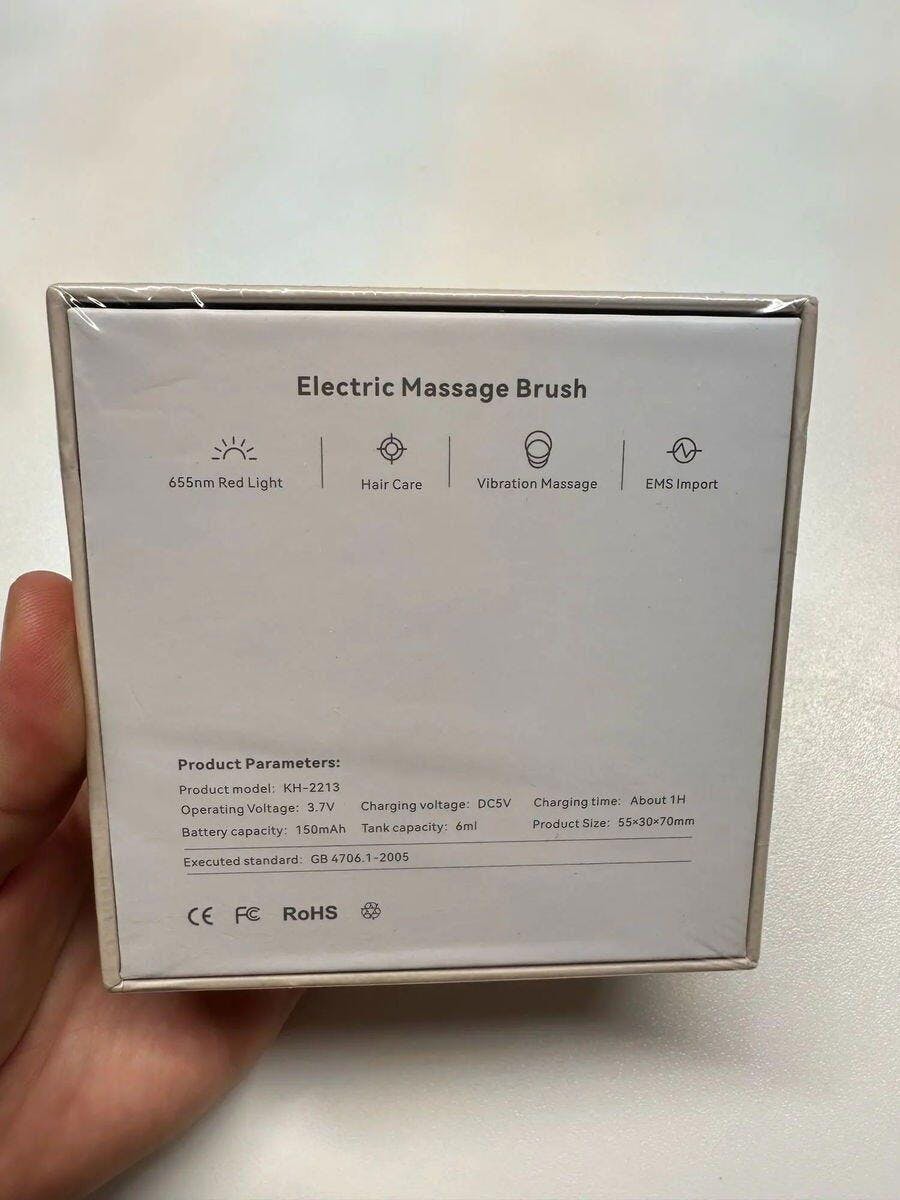 Electric Massage Brush
655nm Red Light Hair Care Vibration Massage EMS Import
Product Parameters:
Product model: KH-2213
Operating Voltage: 3.7V Charging voltage: DC5V Charging time: About 1H
Battery capacity: 150mAh Tank capacity: 6ml Product Size: 55×30×70mm
Executed standard: GB 4706.1-2005
CE FC RoHS